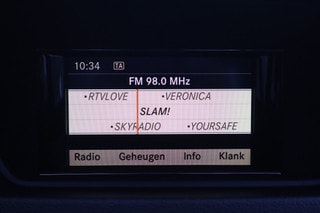 10:34 TA
FM 98.0 MHz
•RTVLOVE •VERONICA
SLAM!
•SKYRADIO •YOURSAFE
Radio Geheugen Info Klank